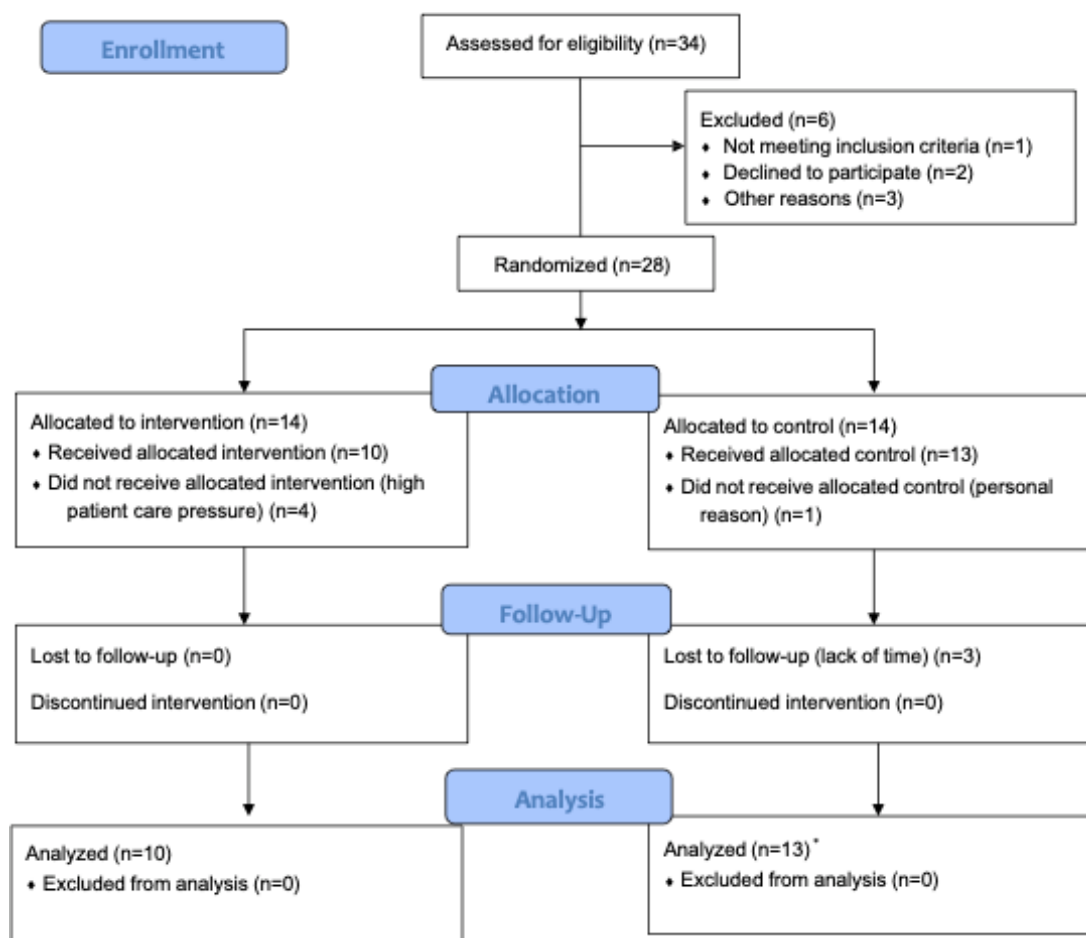 Enrollment
Assessed for eligibility (n=34)
Excluded (n=6)
♦ Not meeting inclusion criteria (n=1)
♦ Declined to participate (n=2)
♦ Other reasons (n=3)
Randomized (n=28)
Allocation
Allocated to intervention (n=14)
♦ Received allocated intervention (n=10)
♦ Did not receive allocated intervention (high
patient care pressure) (n=4)
Allocated to control (n=14)
♦ Received allocated control (n=13)
♦ Did not receive allocated control (personal
reason) (n=1)
Follow-Up
Lost to follow-up (n=0)
Discontinued intervention (n=0)
Lost to follow-up (lack of time) (n=3)
Discontinued intervention (n=0)
Analysis
Analyzed (n=10)
♦ Excluded from analysis (n=0)
Analyzed (n=13)*
♦ Excluded from analysis (n=0)